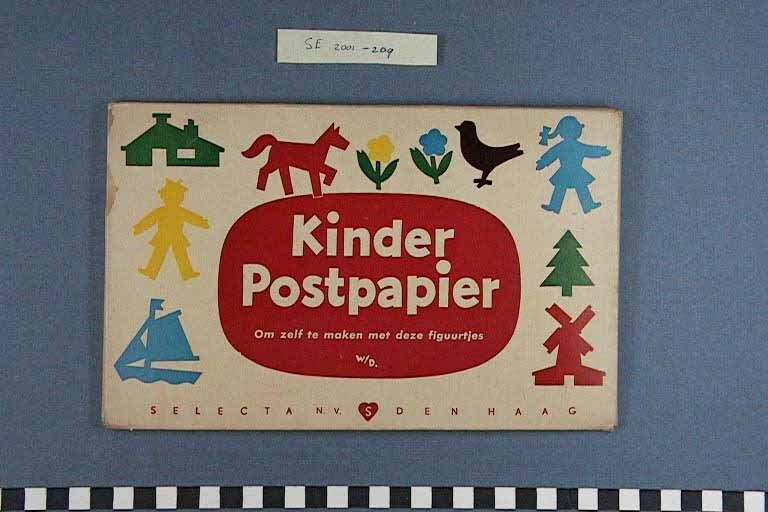 SE 2001 - 209
Kinder
Postpapier
Om zelf te maken met deze figuurtjes
W/D.
SELECTA N.V. S DEN HAAG